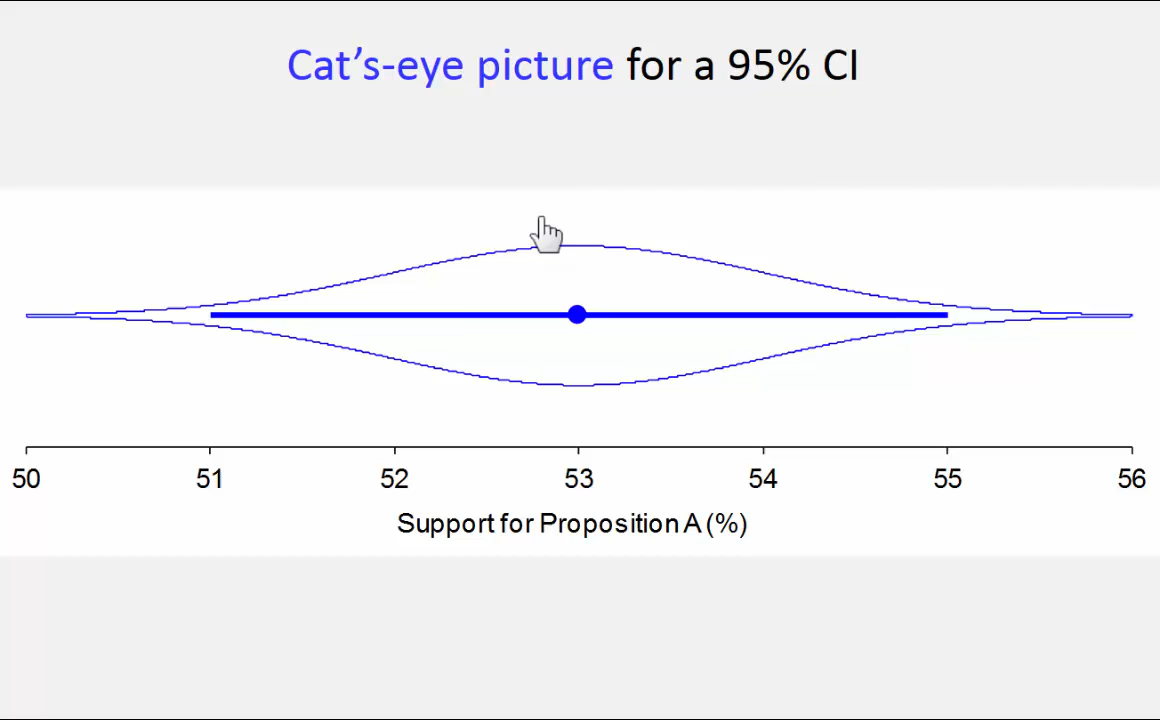 Cat’s-eye picture for a 95% CI
50 51 52 53 54 55 56
Support for Proposition A (%)